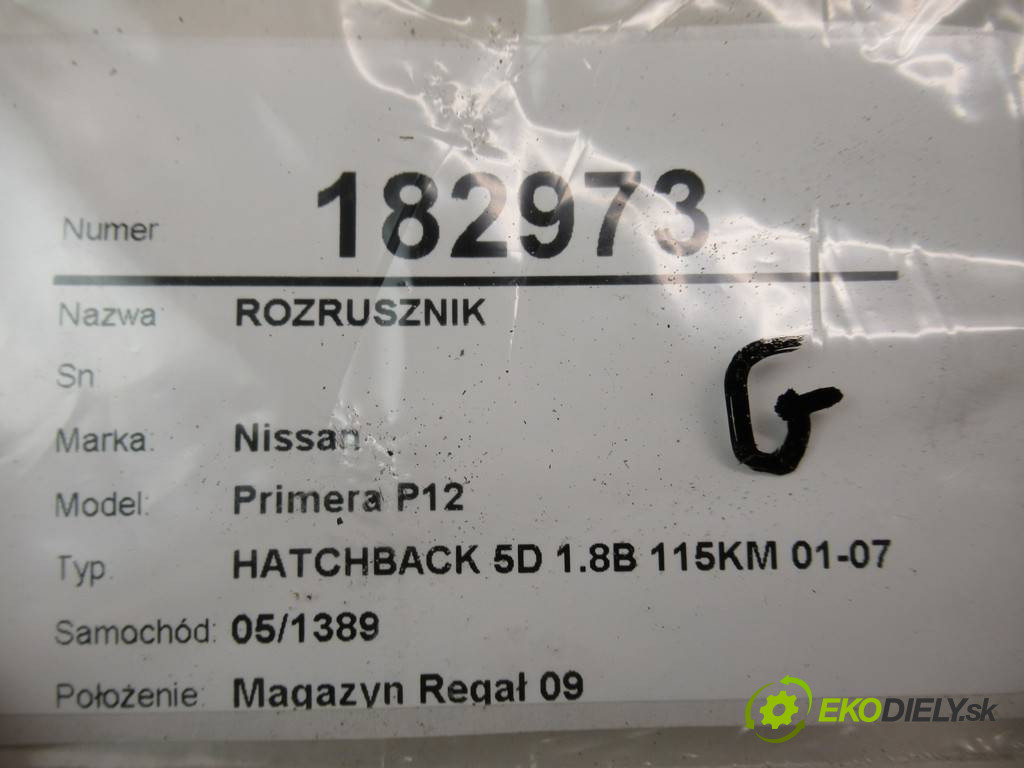 Numer 182973
Nazwa ROZRUSZNIK
Sn
Marka: Nissan
Model: Primera P12
Typ HATCHBACK 5D 1.8B 115KM 01-07
Samochód: 05/1389
Położenie: Magazyn Regał 09
G
EKODIELY.sk